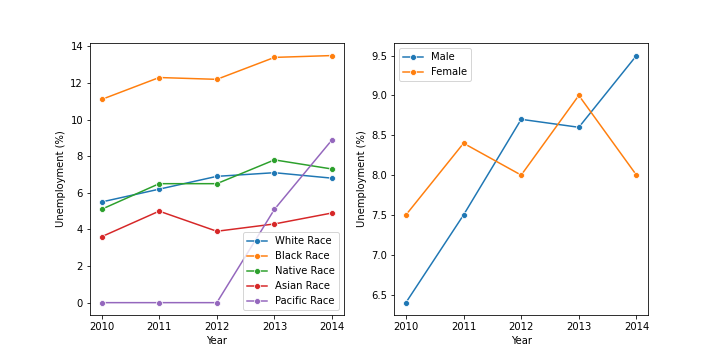 14
12
10
8
6
4
2
0
Unemployment (%)
White Race
Black Race
Native Race
Asian Race
Pacific Race
2010 2011 2012 2013 2014
Year
9.5
9.0
8.5
8.0
7.5
7.0
6.5
Unemployment (%)
Male
Female
2010 2011 2012 2013 2014
Year